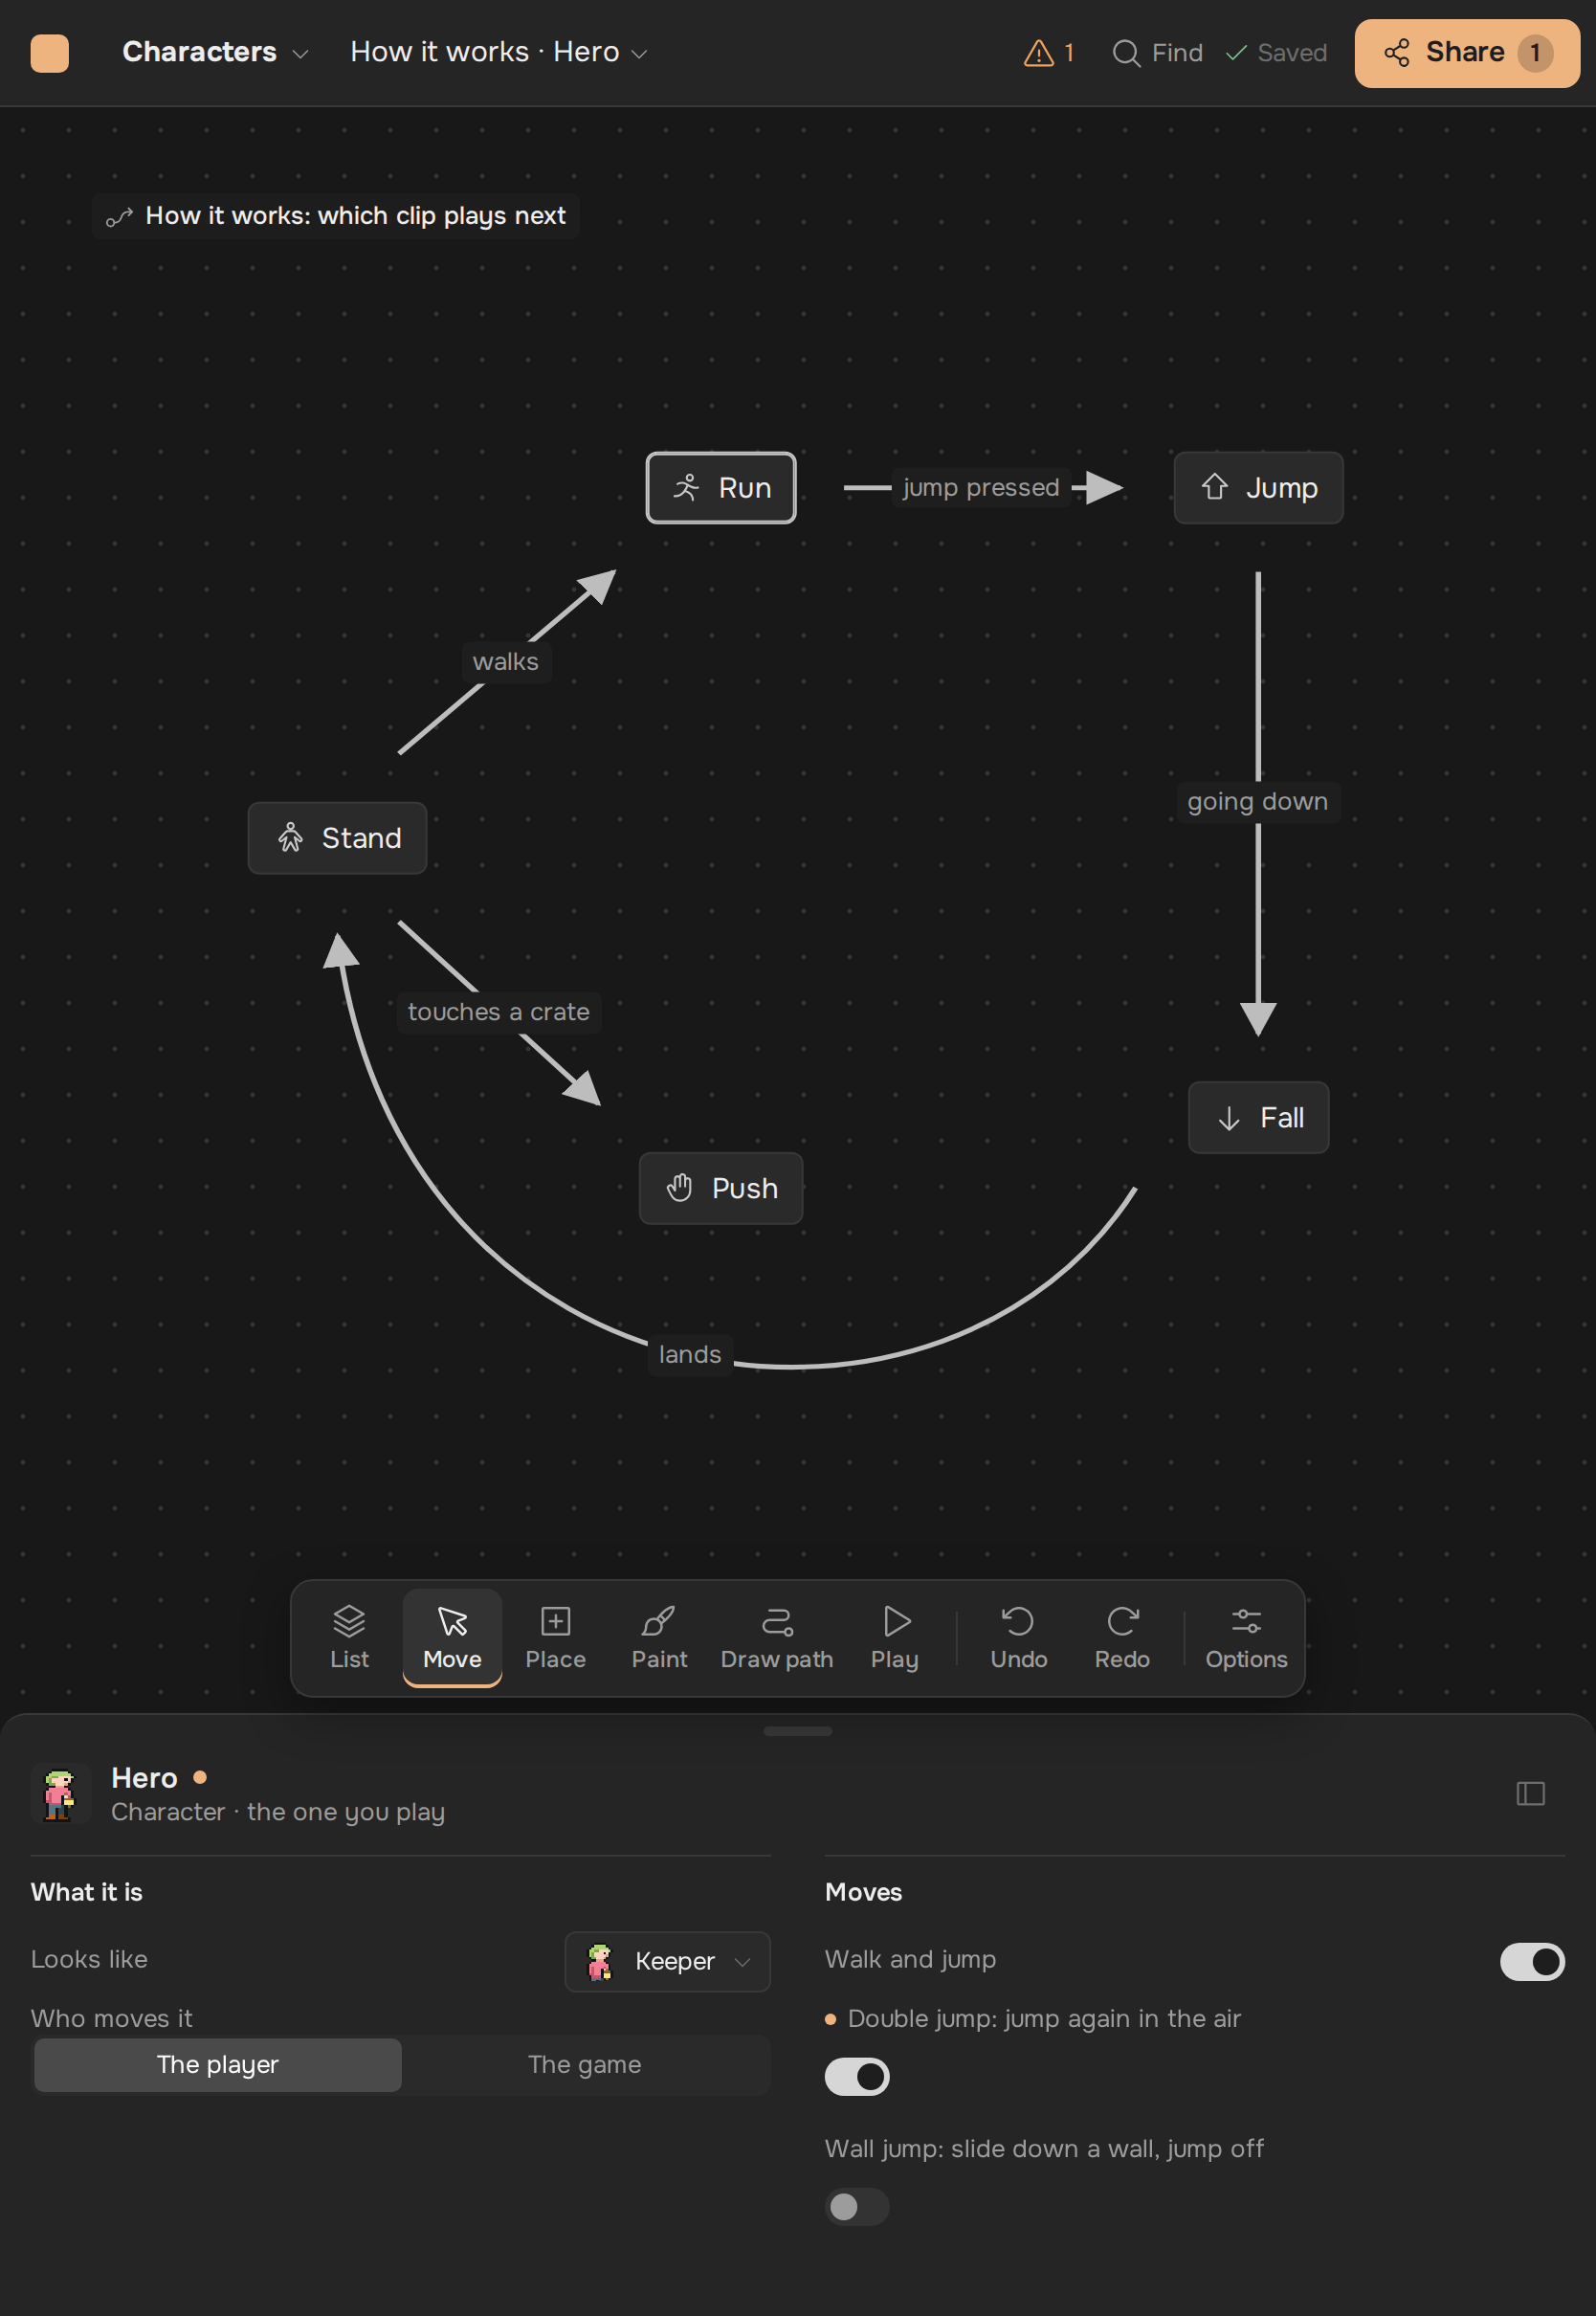 Characters How it works · Hero 1 Find Saved Share 1
How it works: which clip plays next
Run jump pressed Jump
walks
going down
Stand
touches a crate
Fall
Push
lands
List Move Place Paint Draw path Play Undo Redo Options
Hero
Character · the one you play
What it is
Looks like Keeper
Who moves it
The player The game
Moves
Walk and jump
Double jump: jump again in the air
Wall jump: slide down a wall, jump off